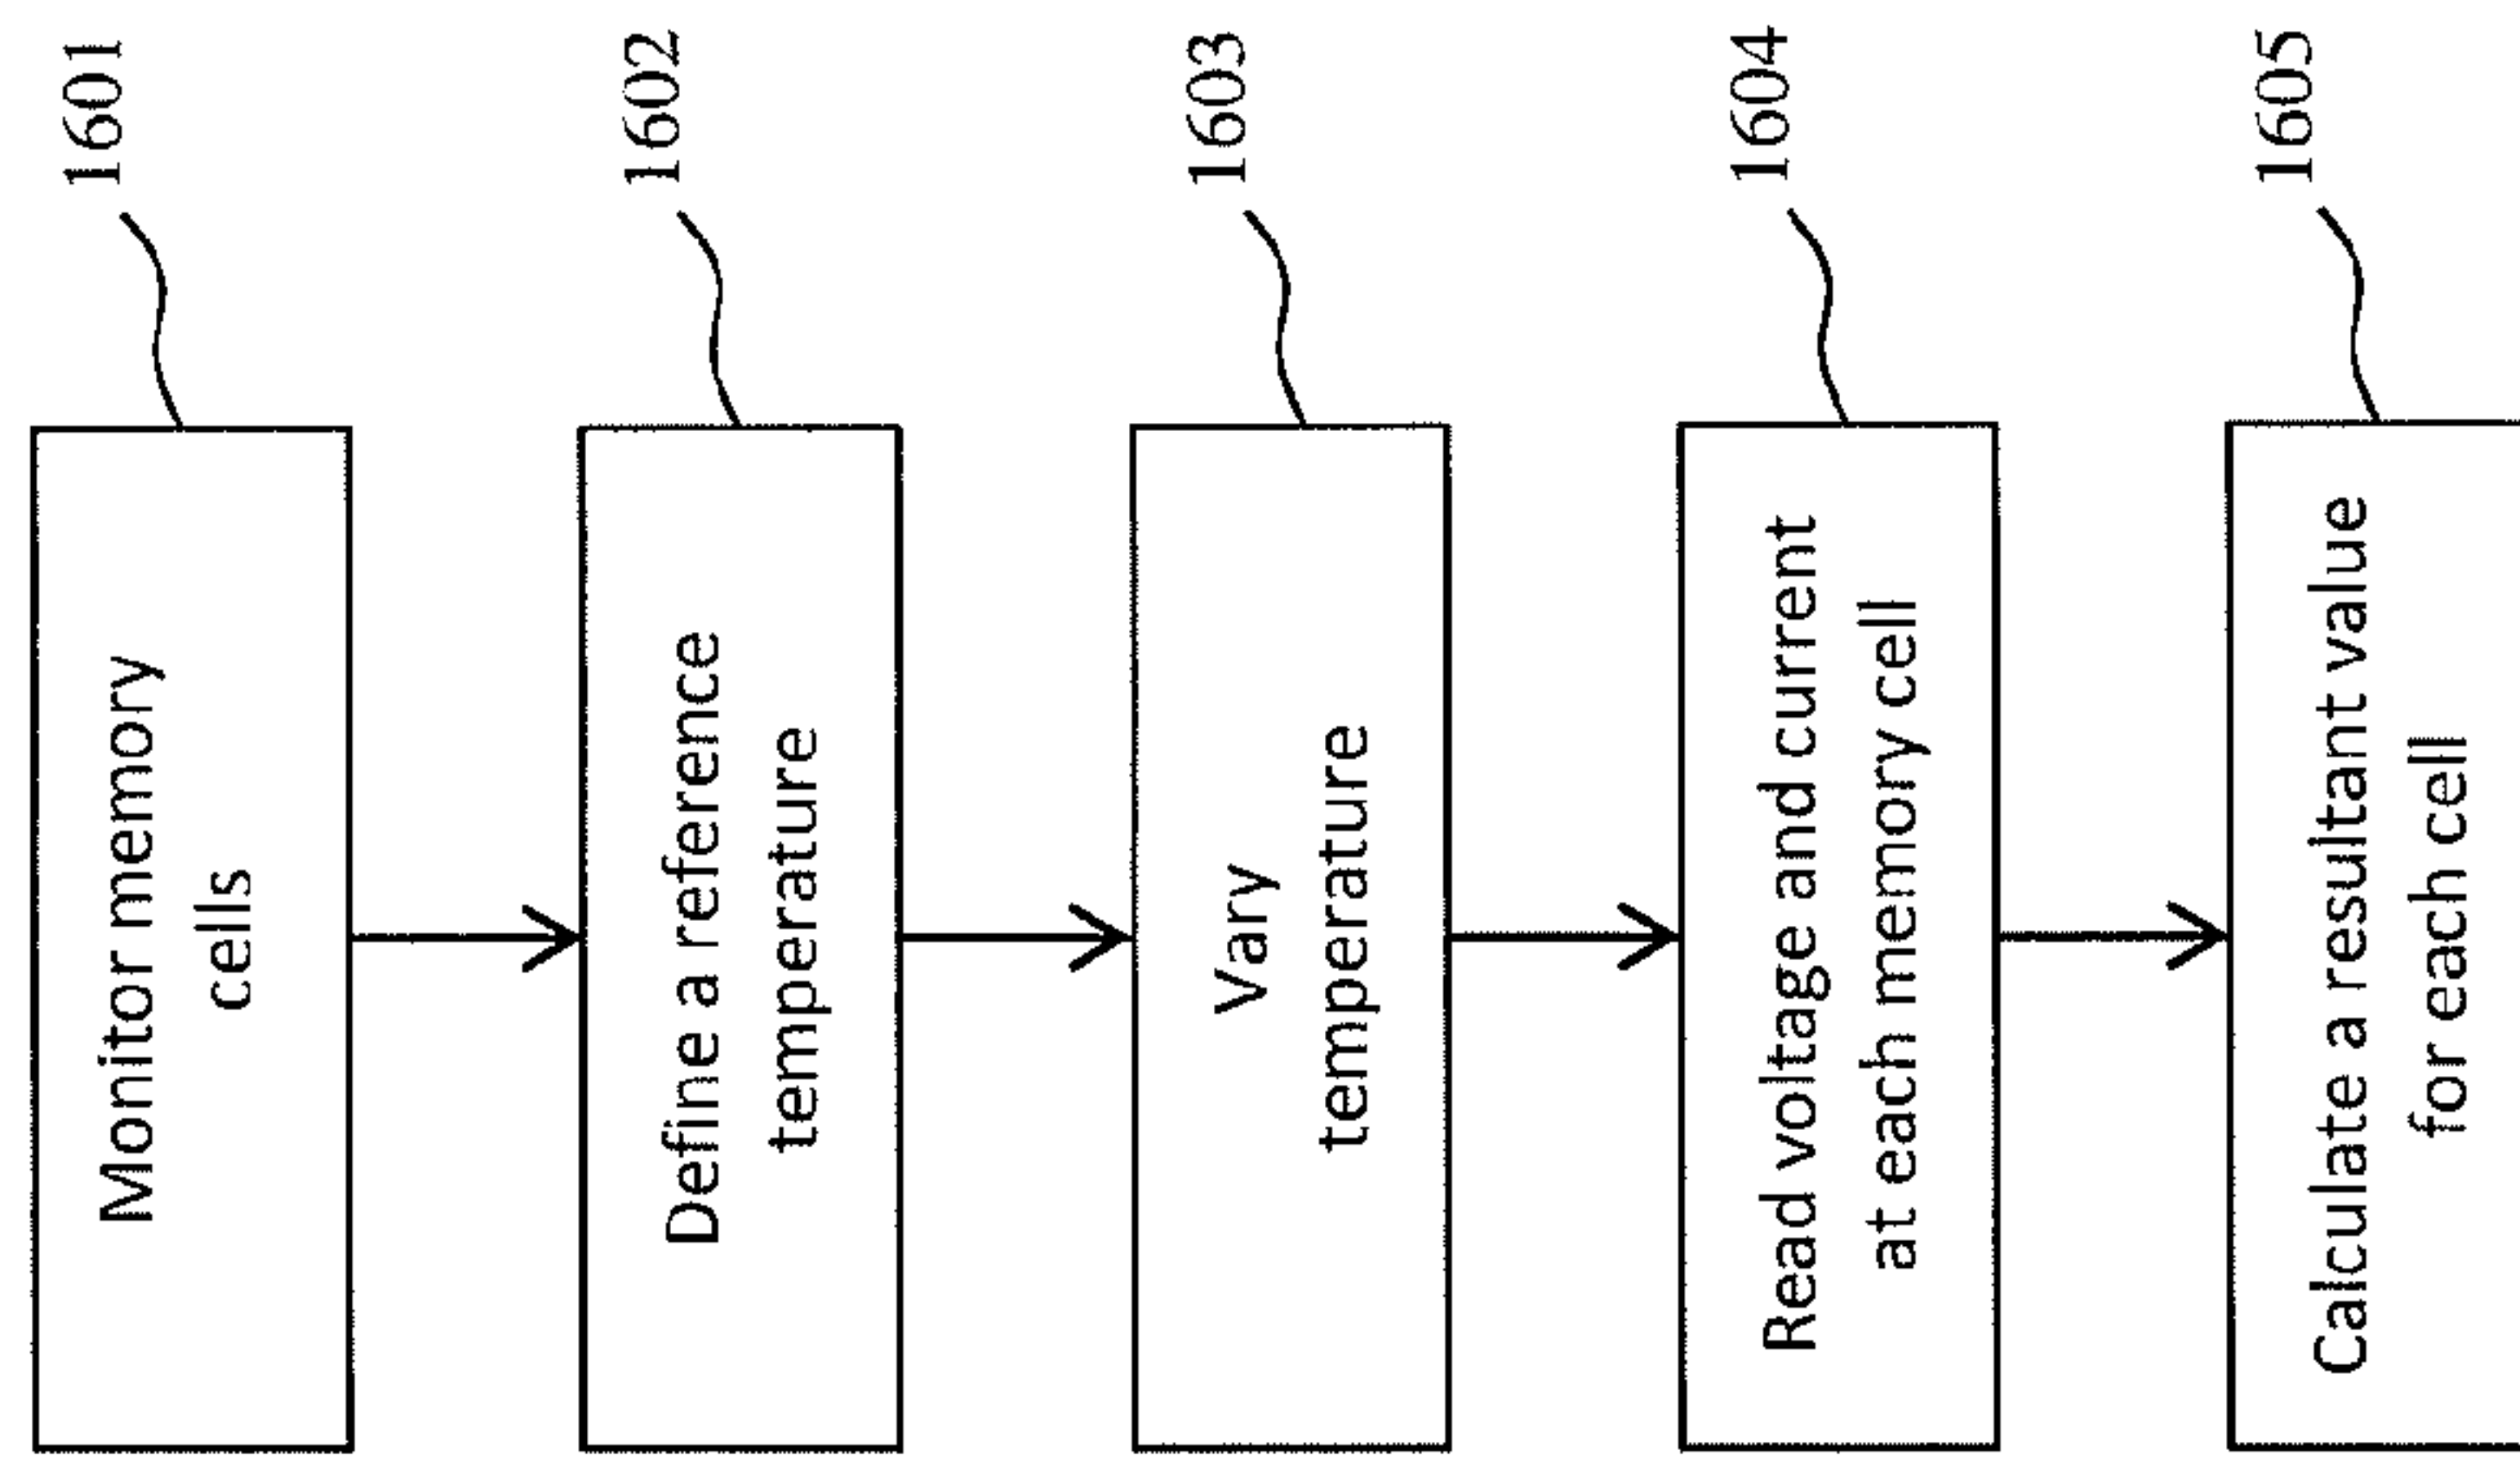 Monitor memory
cells
1601
Define a reference
temperature
1602
Vary
temperature
1603
Read voltage and current
at each memory cell
1604
Calculate a resultant value
for each cell
1605